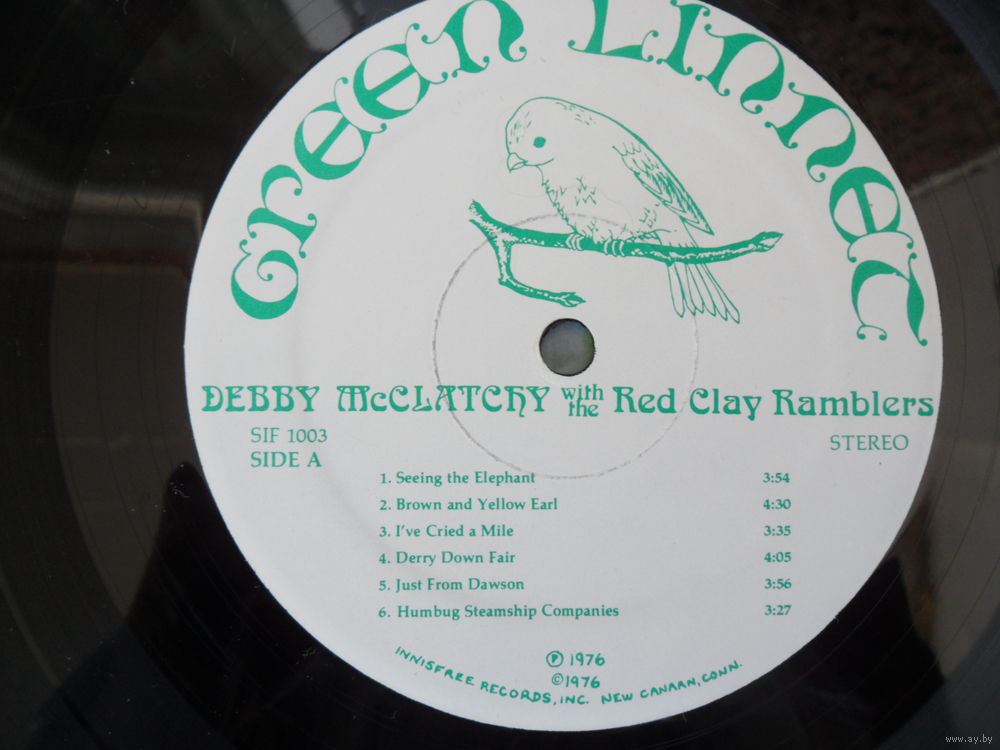 GREEN LINNET
DEBBY McCLATCHY with the Red Clay Ramblers
SIF 1003
STEREO
SIDE A
1. Seeing the Elephant 3:54
2. Brown and Yellow Earl 4:30
3. I've Cried a Mile 3:35
4. Derry Down Fair 4:05
5. Just From Dawson 3:56
6. Humbug Steamship Companies 3:27
℗ 1976
©1976
INNISFREE RECORDS, INC. NEW CANAAN, CONN.
www.ay.by